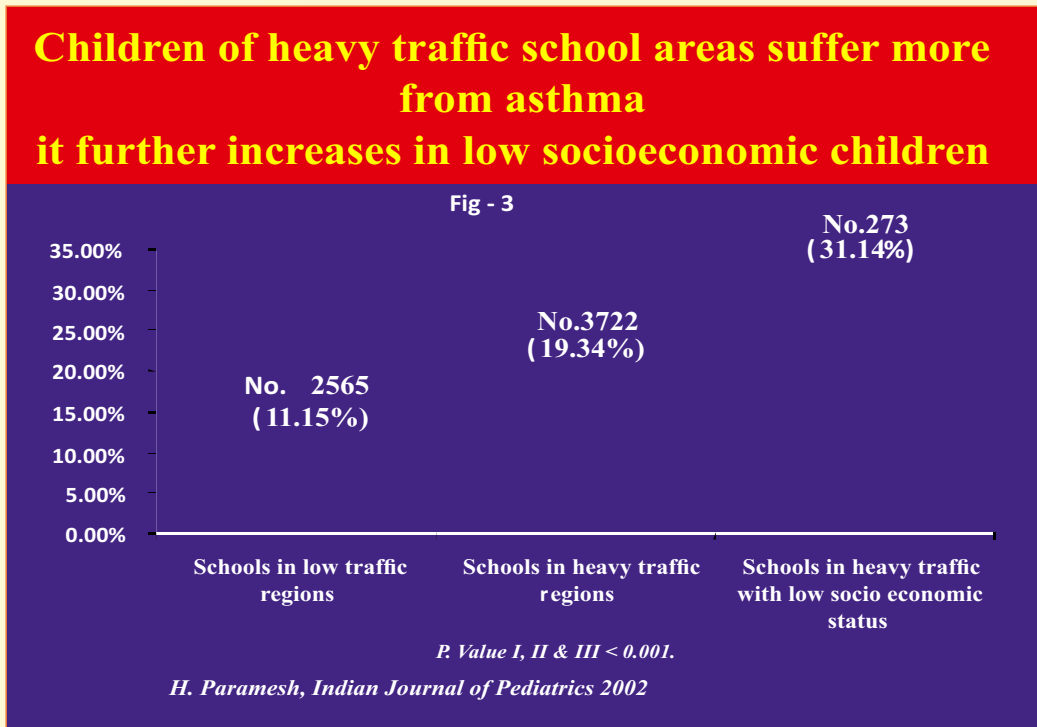 Children of heavy traffic school areas suffer more
from asthma
it further increases in low socioeconomic children
Fig - 3
No.273
(31.14%)
35.00%
30.00%
25.00%
20.00%
15.00%
10.00%
5.00%
0.00%
No.3722
(19.34%)
No. 2565
(11.15%)
Schools in low traffic
regions
Schools in heavy traffic
regions
Schools in heavy traffic
with low socio economic
status
P. Value I, II & III < 0.001.
H. Paramesh, Indian Journal of Pediatrics 2002